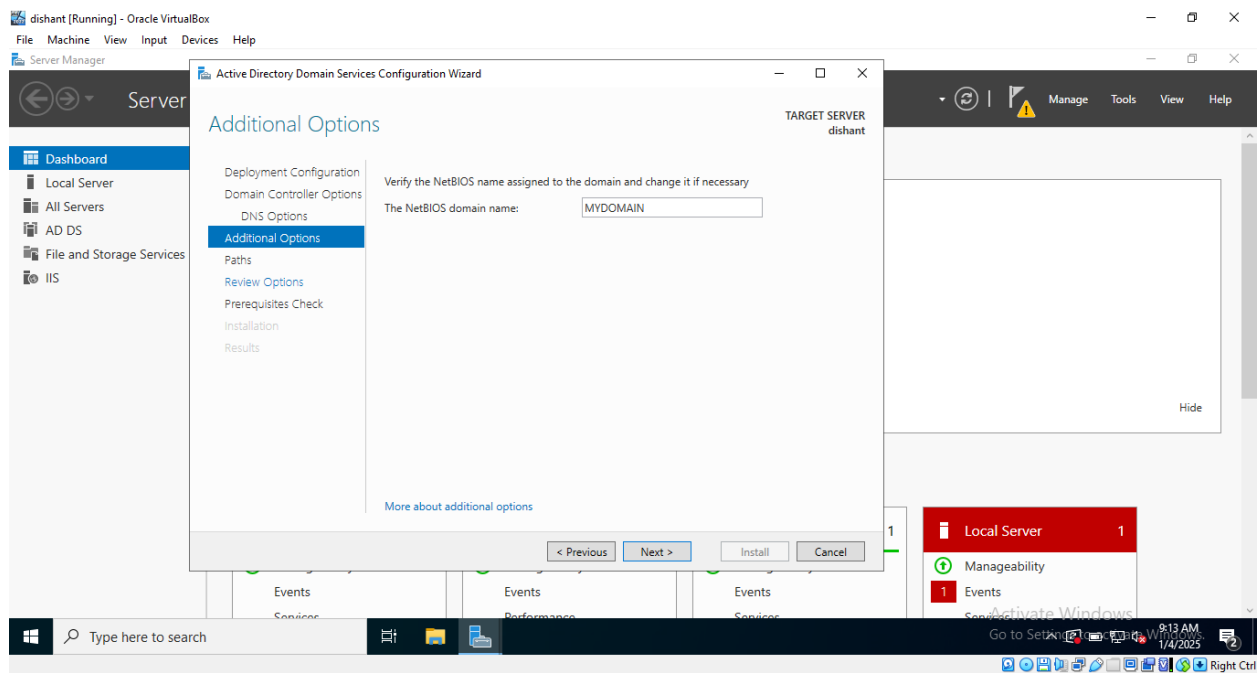 dishant [Running] - Oracle VirtualBox
File Machine View Input Devices Help
Server Manager
Active Directory Domain Services Configuration Wizard
Server
Manage Tools View Help
Additional Options
TARGET SERVER
dishant
Dashboard
Local Server
All Servers
AD DS
File and Storage Services
IIS
Deployment Configuration
Domain Controller Options
DNS Options
Additional Options
Paths
Review Options
Prerequisites Check
Installation
Results
Verify the NetBIOS name assigned to the domain and change it if necessary
The NetBIOS domain name: MYDOMAIN
More about additional options
< Previous Next > Install Cancel
Hide
1
Local Server 1
Manageability
1 Events
Events
Events
Events
Services
Performance
Services
Activate Windows
Go to Settings to activate Windows.
Type here to search
9:13 AM
1/4/2025
2
Right Ctrl